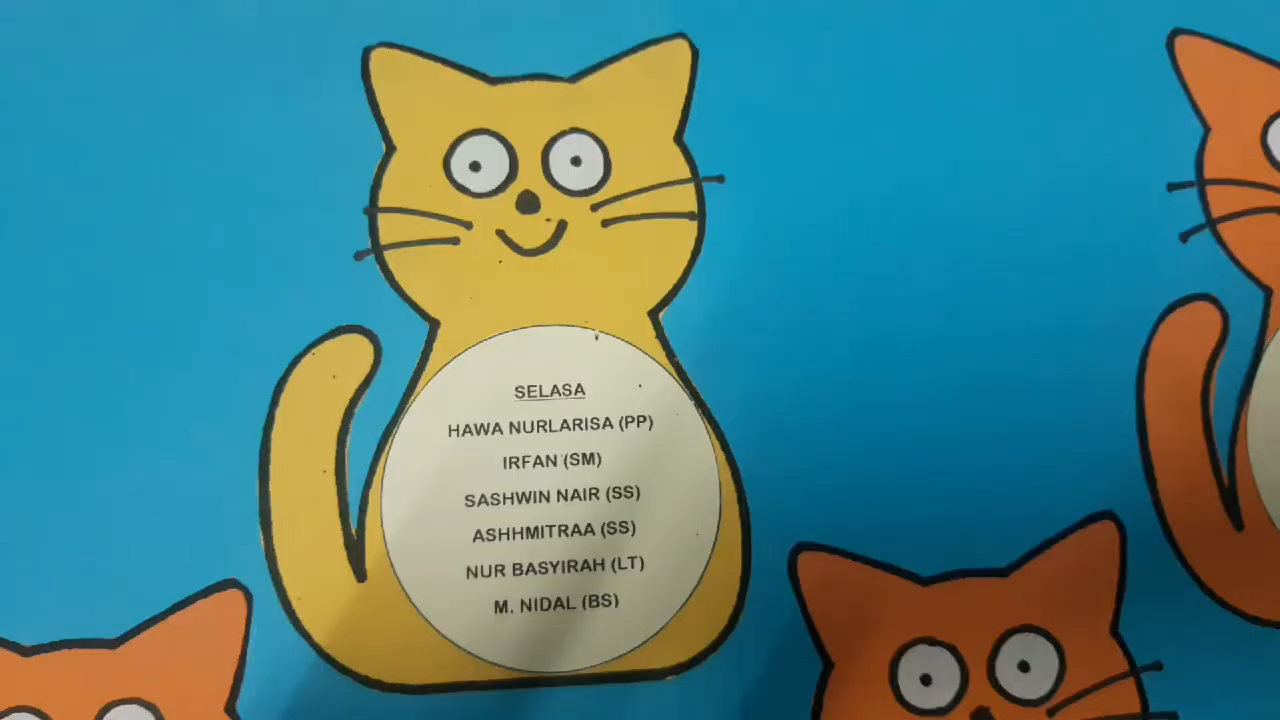 SELASA
HAWA NURLARISA (PP)
IRFAN (SM)
SASHWIN NAIR (SS)
ASHHMITRAA (SS)
NUR BASYIRAH (LT)
M. NIDAL (BS)